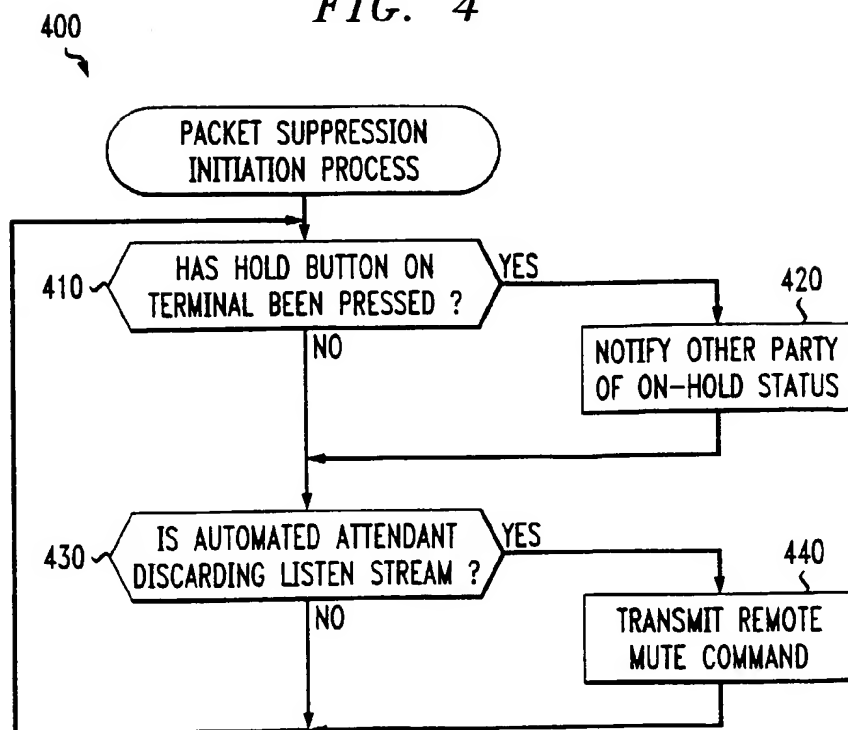 FIG. 4
400
PACKET SUPPRESSION
INITIATION PROCESS
410
HAS HOLD BUTTON ON
TERMINAL BEEN PRESSED ?
YES
NO
420
NOTIFY OTHER PARTY
OF ON-HOLD STATUS
430
IS AUTOMATED ATTENDANT
DISCARDING LISTEN STREAM ?
YES
NO
440
TRANSMIT REMOTE
MUTE COMMAND